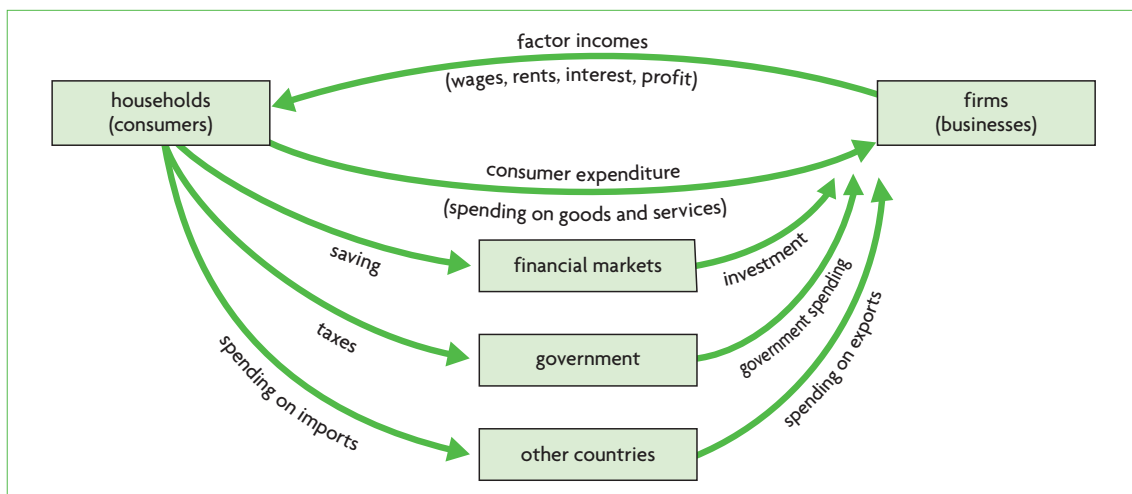 factor incomes
(wages, rents, interest, profit)
households
(consumers)
firms
(businesses)
consumer expenditure
(spending on goods and services)
saving
financial markets
investment
taxes
government
government spending
spending on imports
other countries
spending on exports